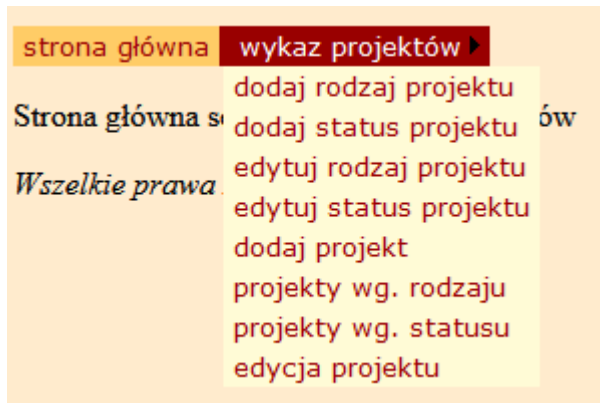 strona główna wykaz projektów
dodaj rodzaj projektu
Strona główna ów
dodaj status projektu
edytuj rodzaj projektu
Wszelkie prawa
edytuj status projektu
dodaj projekt
projekty wg. rodzaju
projekty wg. statusu
edycja projektu